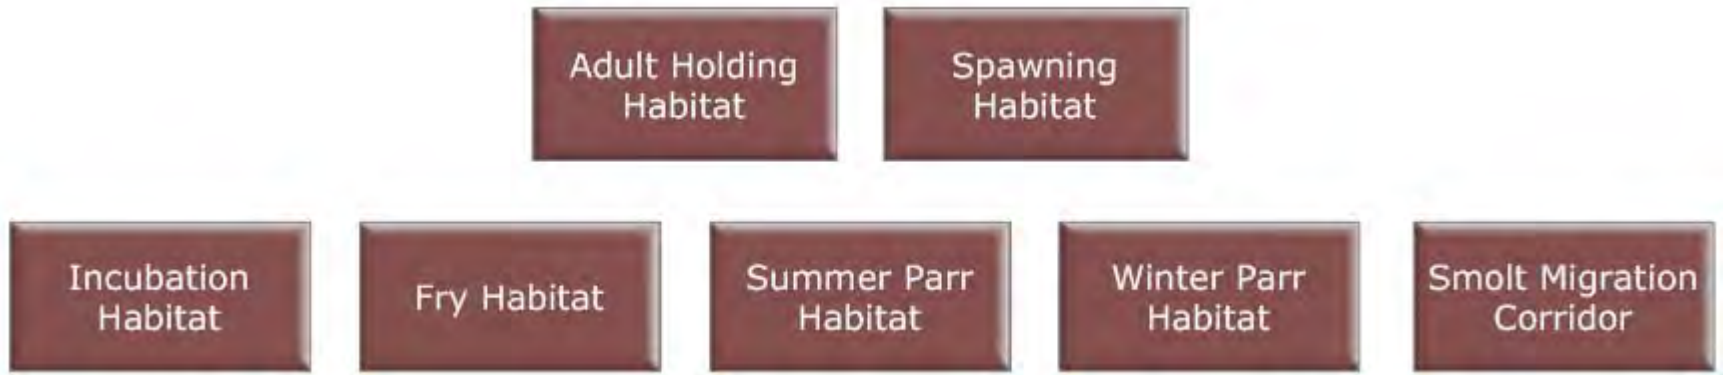 Adult Holding
Habitat
Spawning
Habitat
Incubation
Habitat
Fry Habitat
Summer Parr
Habitat
Winter Parr
Habitat
Smolt Migration
Corridor